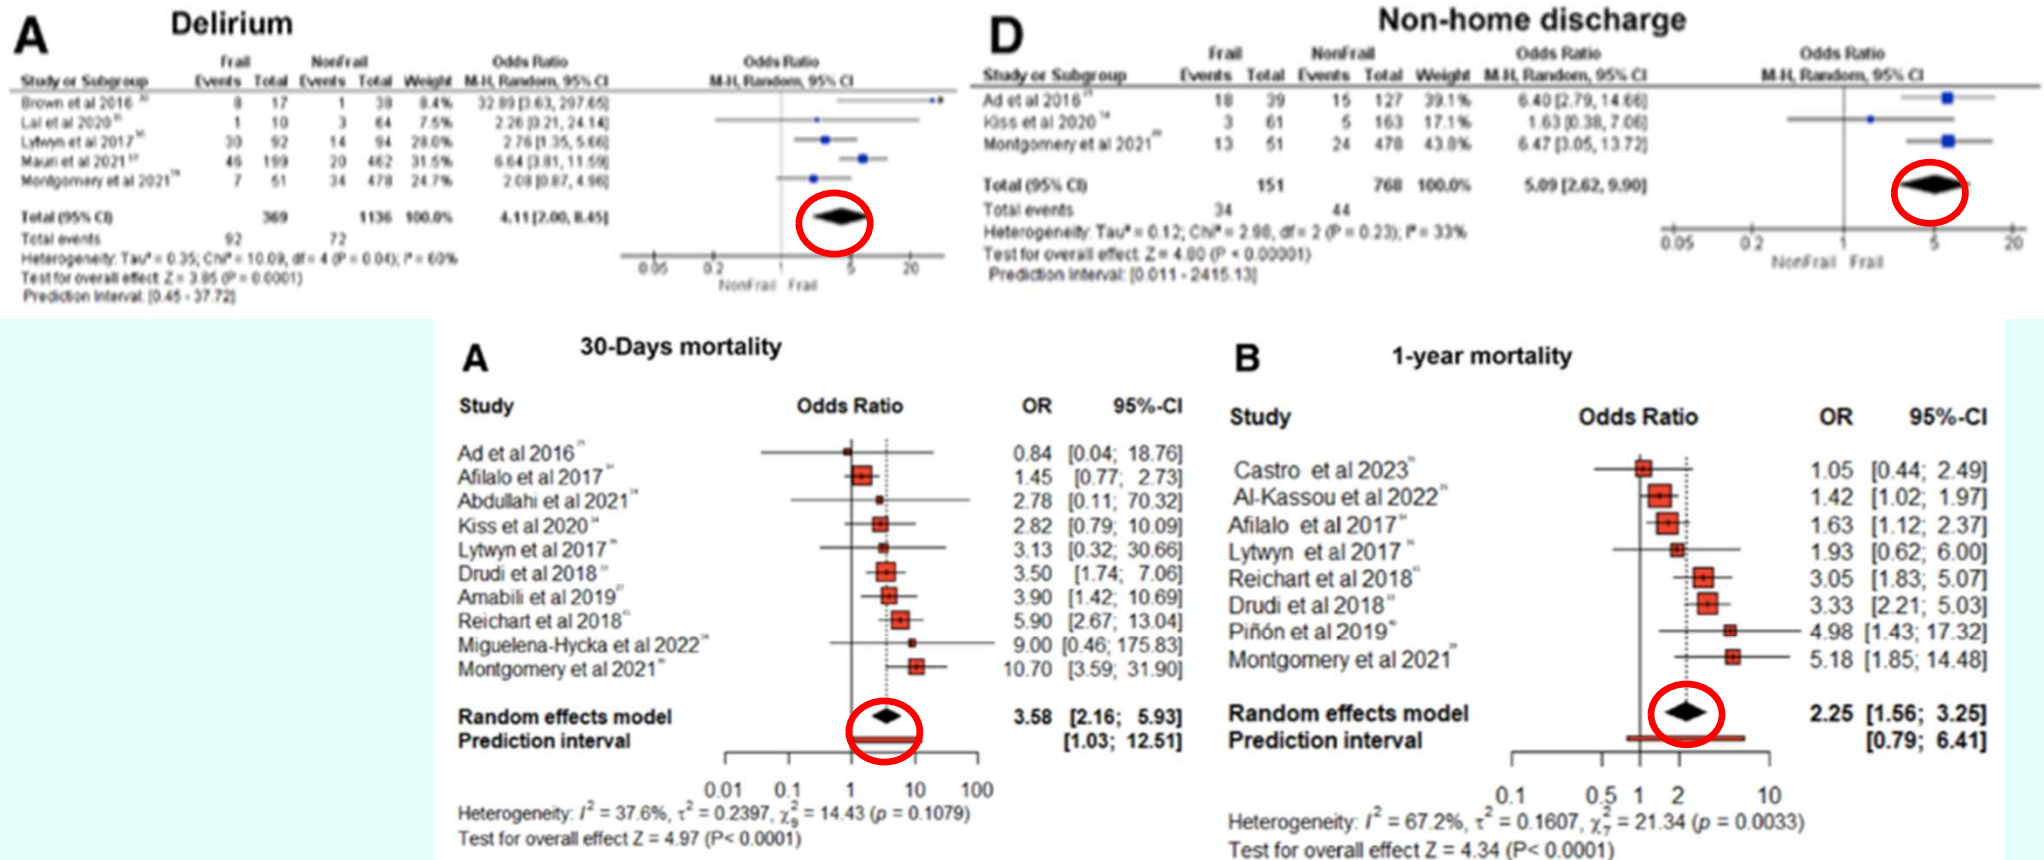 A Delirium
Frail NonFrail Odds Ratio Odds Ratio
Study or Subgroup Events Total Events Total Weight M-H, Random, 95% CI M-H, Random, 95% CI
Brown et al 2016 8 17 1 38 8.4% 32.89 [3.63, 297.65]
Lal et al 2020 1 10 3 64 7.5% 2.26 [0.21, 24.14]
Lytwyn et al 2017 30 92 14 94 28.0% 2.76 [1.35, 5.66]
Mauri et al 2021 46 199 20 462 31.5% 6.64 [3.81, 11.59]
Montgomery et al 2021 7 51 34 478 24.7% 2.08 [0.87, 4.96]
Total (95% CI) 369 1136 100.0% 4.11 [2.00, 8.45]
Total events 92 72
Heterogeneity: Tau² = 0.35; Chi² = 10.09, df = 4 (P = 0.04); I² = 60%
Test for overall effect: Z = 3.85 (P = 0.0001)
Prediction Interval: [0.45 - 37.72]
0.05 0.2 1 5 20
NonFrail Frail
D Non-home discharge
Frail NonFrail Odds Ratio Odds Ratio
Study or Subgroup Events Total Events Total Weight M-H, Random, 95% CI M-H, Random, 95% CI
Ad et al 2016 18 39 15 127 39.1% 6.40 [2.79, 14.66]
Kiss et al 2020 3 61 5 163 17.1% 1.63 [0.38, 7.06]
Montgomery et al 2021 13 51 24 478 43.8% 6.47 [3.05, 13.72]
Total (95% CI) 151 768 100.0% 5.09 [2.62, 9.90]
Total events 34 44
Heterogeneity: Tau² = 0.12; Chi² = 2.98, df = 2 (P = 0.23); I² = 33%
Test for overall effect: Z = 4.80 (P < 0.00001)
Prediction Interval: [0.011 - 2415.13]
0.05 0.2 1 5 20
NonFrail Frail
A 30-Days mortality
Study Odds Ratio OR 95%-CI
Ad et al 2016 0.84 [0.04; 18.76]
Afilalo et al 2017 1.45 [0.77; 2.73]
Abdullahi et al 2021 2.78 [0.11; 70.32]
Kiss et al 2020 2.82 [0.79; 10.09]
Lytwyn et al 2017 3.13 [0.32; 30.66]
Drudi et al 2018 3.50 [1.74; 7.06]
Amabili et al 2019 3.90 [1.42; 10.69]
Reichart et al 2018 5.90 [2.67; 13.04]
Miguelena-Hycka et al 2022 9.00 [0.46; 175.83]
Montgomery et al 2021 10.70 [3.59; 31.90]
Random effects model 3.58 [2.16; 5.93]
Prediction interval [1.03; 12.51]
0.01 0.1 1 10 100
Heterogeneity: I² = 37.6%, τ² = 0.2397, χ²₉ = 14.43 (p = 0.1079)
Test for overall effect Z = 4.97 (P< 0.0001)
B 1-year mortality
Study Odds Ratio OR 95%-CI
Castro et al 2023 1.05 [0.44; 2.49]
Al-Kassou et al 2022 1.42 [1.02; 1.97]
Afilalo et al 2017 1.63 [1.12; 2.37]
Lytwyn et al 2017 1.93 [0.62; 6.00]
Reichart et al 2018 3.05 [1.83; 5.07]
Drudi et al 2018 3.33 [2.21; 5.03]
Piñón et al 2019 4.98 [1.43; 17.32]
Montgomery et al 2021 5.18 [1.85; 14.48]
Random effects model 2.25 [1.56; 3.25]
Prediction interval [0.79; 6.41]
0.1 0.5 1 2 10
Heterogeneity: I² = 67.2%, τ² = 0.1607, χ²₇ = 21.34 (p = 0.0033)
Test for overall effect Z = 4.34 (P< 0.0001)